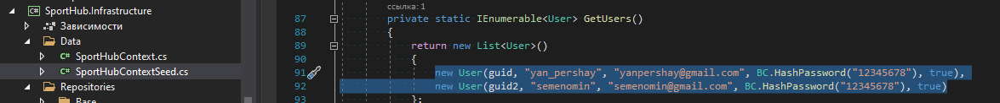 SportHub.Infrastructure
Зависимости
Data
SportHubContext.cs
SportHubContextSeed.cs
Repositories
Base
ссылка: 1
87 private static IEnumerable<User> GetUsers()
88 {
89 return new List<User>()
90 {
91 new User(guid, "yan_pershay", "yanpershay@gmail.com", BC.HashPassword("12345678"), true),
92 new User(guid2, "semenomin", "semenomin@gmail.com", BC.HashPassword("12345678"), true)
93 };